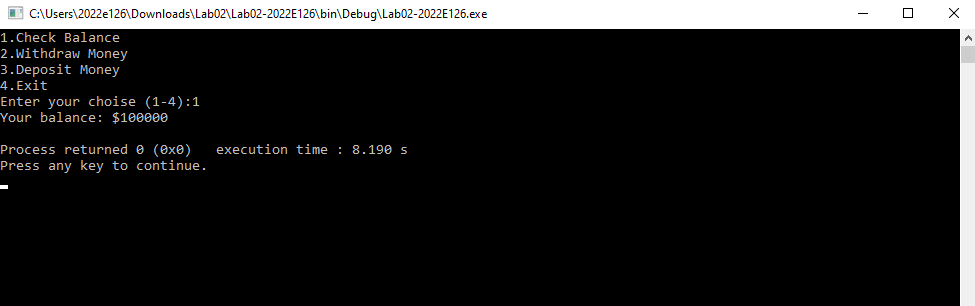 C:\Users\2022e126\Downloads\Lab02\Lab02-2022E126\bin\Debug\Lab02-2022E126.exe
1.Check Balance
2.Withdraw Money
3.Deposit Money
4.Exit
Enter your choise (1-4):1
Your balance: $100000
Process returned 0 (0x0)   execution time : 8.190 s
Press any key to continue.